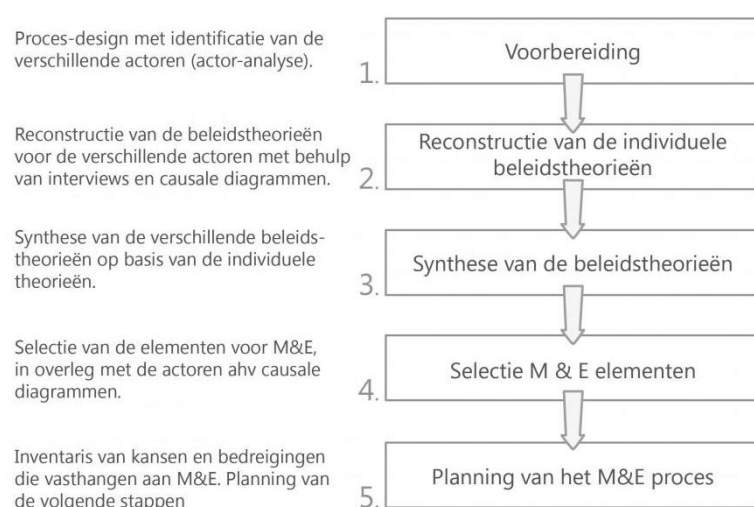 Proces-design met identificatie van de
verschillende actoren (actor-analyse).
1.
Voorbereiding
Reconstructie van de beleidstheorieën
voor de verschillende actoren met behulp
van interviews en causale diagrammen.
2.
Reconstructie van de individuele
beleidstheorieën
Synthese van de verschillende beleids-
theorieën op basis van de individuele
theorieën.
3.
Synthese van de beleidstheorieën
Selectie van de elementen voor M&E,
in overleg met de actoren ahv causale
diagrammen.
4.
Selectie M & E elementen
Inventaris van kansen en bedreigingen
die vasthangen aan M&E. Planning van
de volgende stappen
5.
Planning van het M&E proces